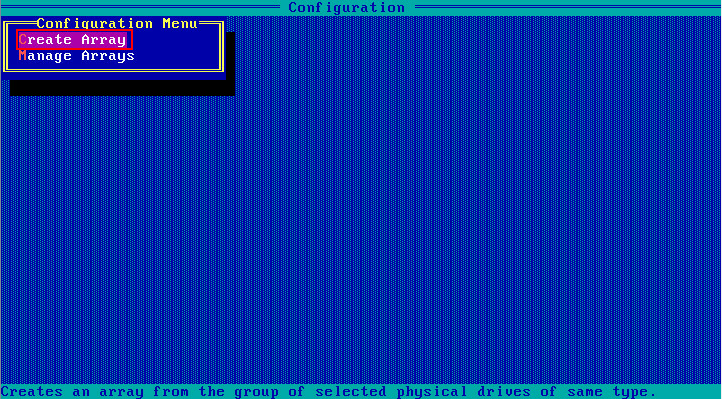 Configuration
Configuration Menu
Create Array
Manage Arrays
Creates an array from the group of selected physical drives of same type.